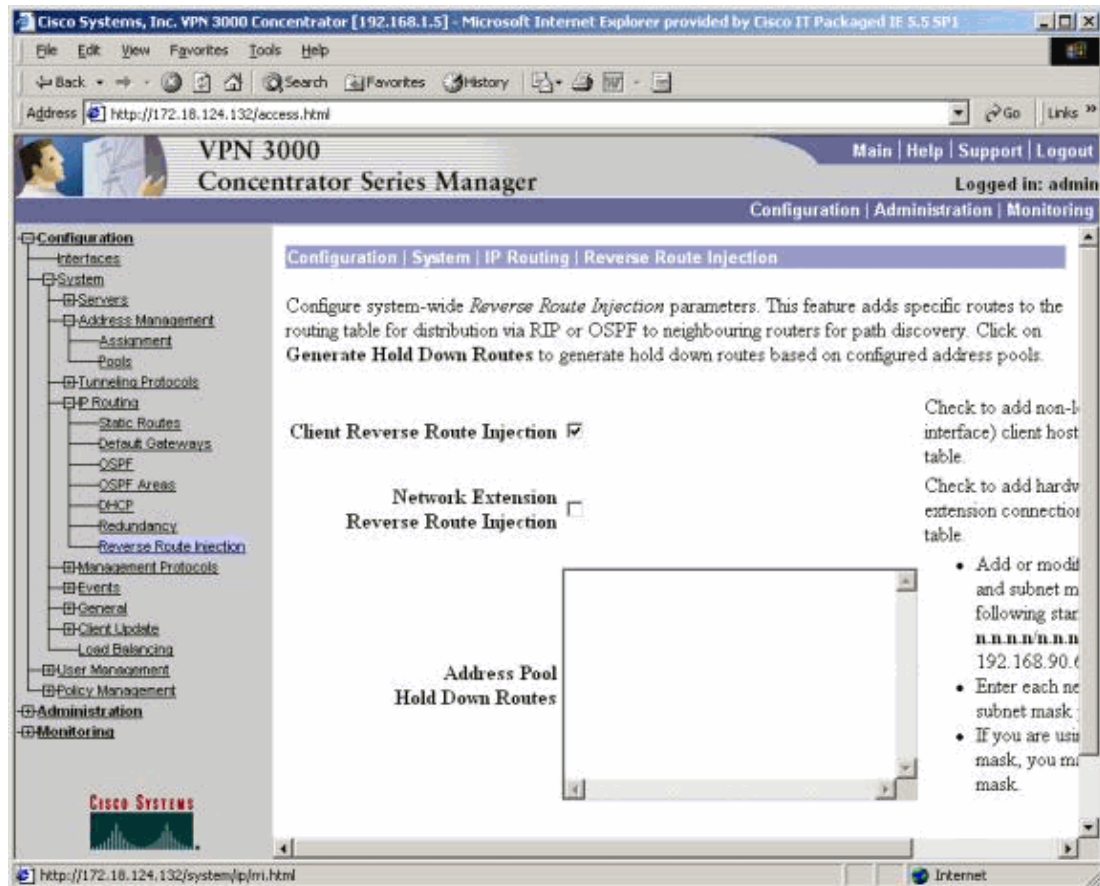 Cisco Systems, Inc. VPN 3000 Concentrator [192.168.1.5] - Microsoft Internet Explorer provided by Cisco IT Packaged IE 5.5 SP1
File Edit View Favorites Tools Help
Back Search Favorites History
Address http://172.18.124.132/access.html Go Links »
VPN 3000
Concentrator Series Manager
Main | Help | Support | Logout
Logged in: admin
Configuration | Administration | Monitoring
Configuration
Interfaces
System
Servers
Address Management
Assignment
Pools
Tunneling Protocols
IP Routing
Static Routes
Default Gateways
OSPF
OSPF Areas
DHCP
Redundancy
Reverse Route Injection
Management Protocols
Events
General
Client Update
Load Balancing
User Management
Policy Management
Administration
Monitoring
CISCO SYSTEMS
Configuration | System | IP Routing | Reverse Route Injection
Configure system-wide Reverse Route Injection parameters. This feature adds specific routes to the
routing table for distribution via RIP or OSPF to neighbouring routers for path discovery. Click on
Generate Hold Down Routes to generate hold down routes based on configured address pools.
Client Reverse Route Injection
Check to add non-l
interface) client host
table.
Network Extension
Reverse Route Injection
Check to add hardw
extension connection
table.
Address Pool
Hold Down Routes
• Add or modif
and subnet m
following star
n.n.n.n/n.n.n
192.168.90.6
• Enter each ne
subnet mask
• If you are usin
mask, you ma
mask.
http://172.18.124.132/system/ip/rri.html
Internet